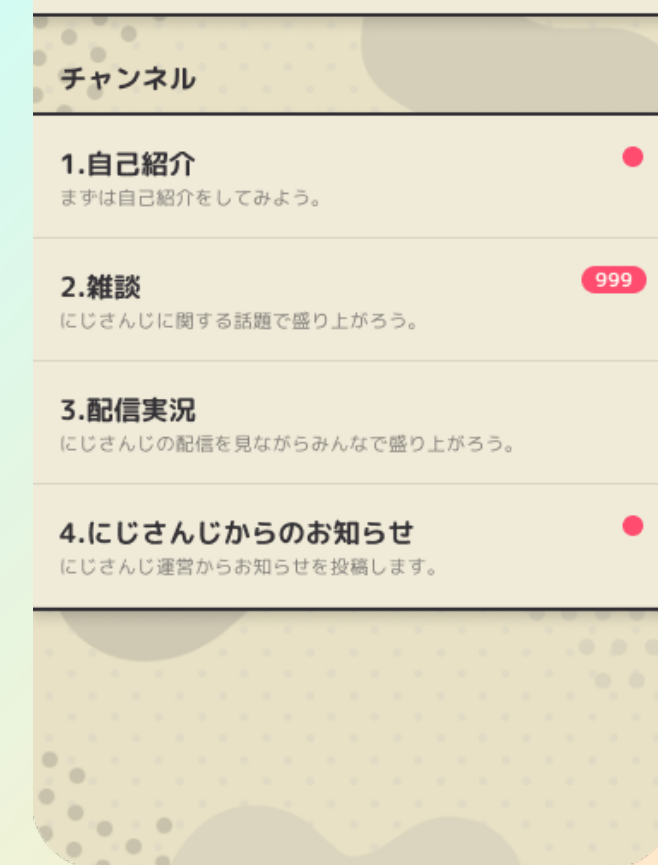 チャンネル
1.自己紹介
まずは自己紹介をしてみよう。
2.雑談
999
にじさんじに関する話題で盛り上がろう。
3.配信実況
にじさんじの配信を見ながらみんなで盛り上がろう。
4.にじさんじからのお知らせ
にじさんじ運営からお知らせを投稿します。